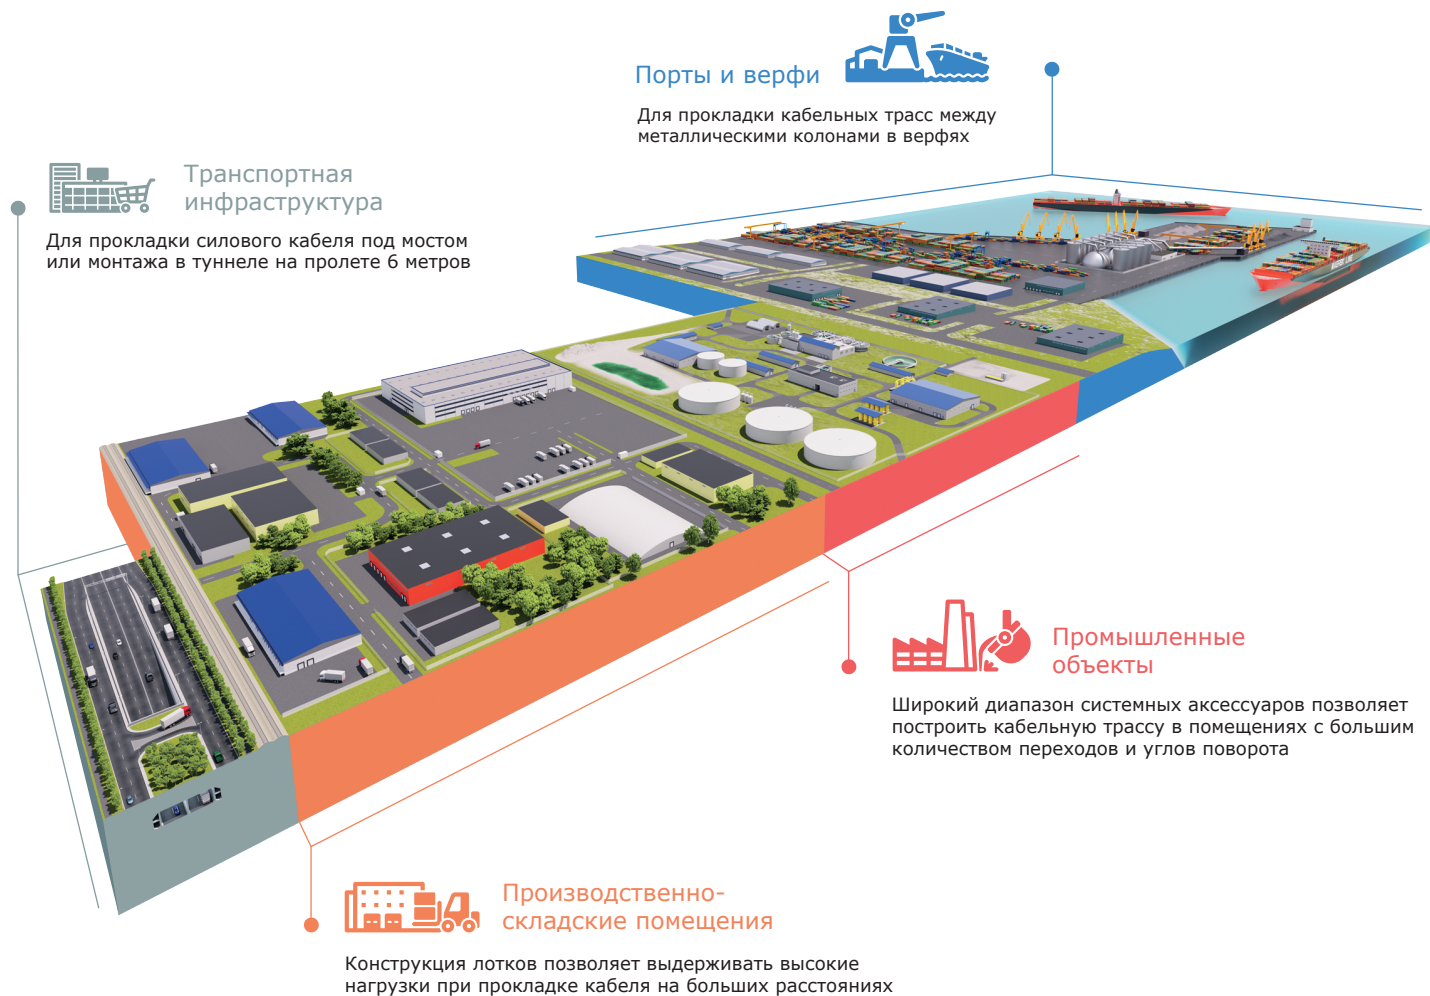 Порты и верфи
Для прокладки кабельных трасс между
металлическими колонами в верфях
Транспортная
инфраструктура
Для прокладки силового кабеля под мостом
или монтажа в туннеле на пролете 6 метров
Промышленные
объекты
Широкий диапазон системных аксессуаров позволяет
построить кабельную трассу в помещениях с большим
количеством переходов и углов поворота
Производственно-
складские помещения
Конструкция лотков позволяет выдерживать высокие
нагрузки при прокладке кабеля на больших расстояниях